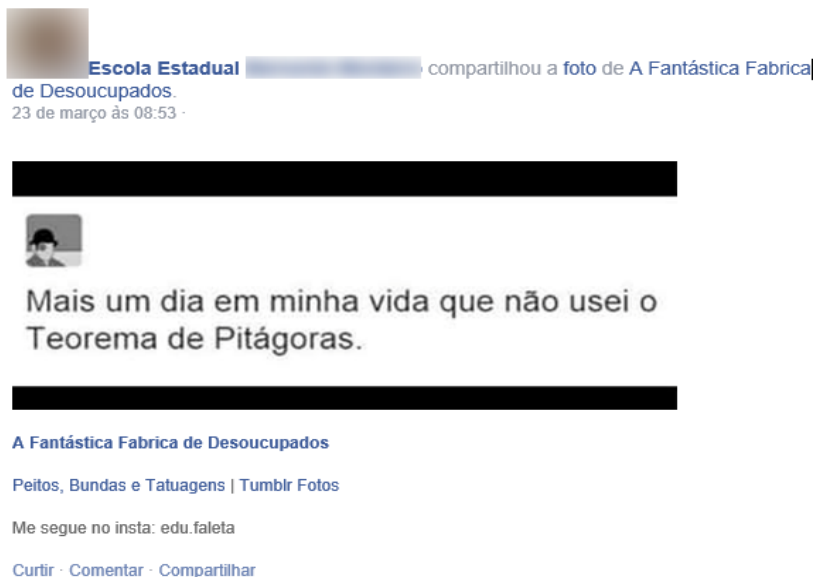 Escola Estadual compartilhou a foto de A Fantástica Fabrica
de Desoucupados.
23 de março às 08:53 ·
Mais um dia em minha vida que não usei o
Teorema de Pitágoras.
A Fantástica Fabrica de Desoucupados
Peitos, Bundas e Tatuagens | Tumblr Fotos
Me segue no insta: edu.faleta
Curtir · Comentar · Compartilhar